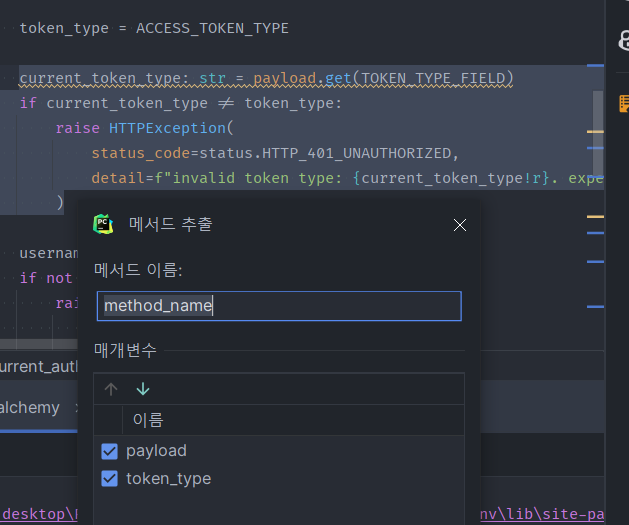 token_type = ACCESS_TOKEN_TYPE
current_token_type: str = payload.get(TOKEN_TYPE_FIELD)
if current_token_type ≠ token_type:
raise HTTPException(
status_code=status.HTTP_401_UNAUTHORIZED,
detail=f"invalid token type: {current_token_type!r}. expe
)
PC
메서드 추출
usernam
메서드 이름:
if not
rai
method_name
매개변수
urrent_auth
alchemy
이름
payload
token_type
desktop\
nv\lib\site-pa